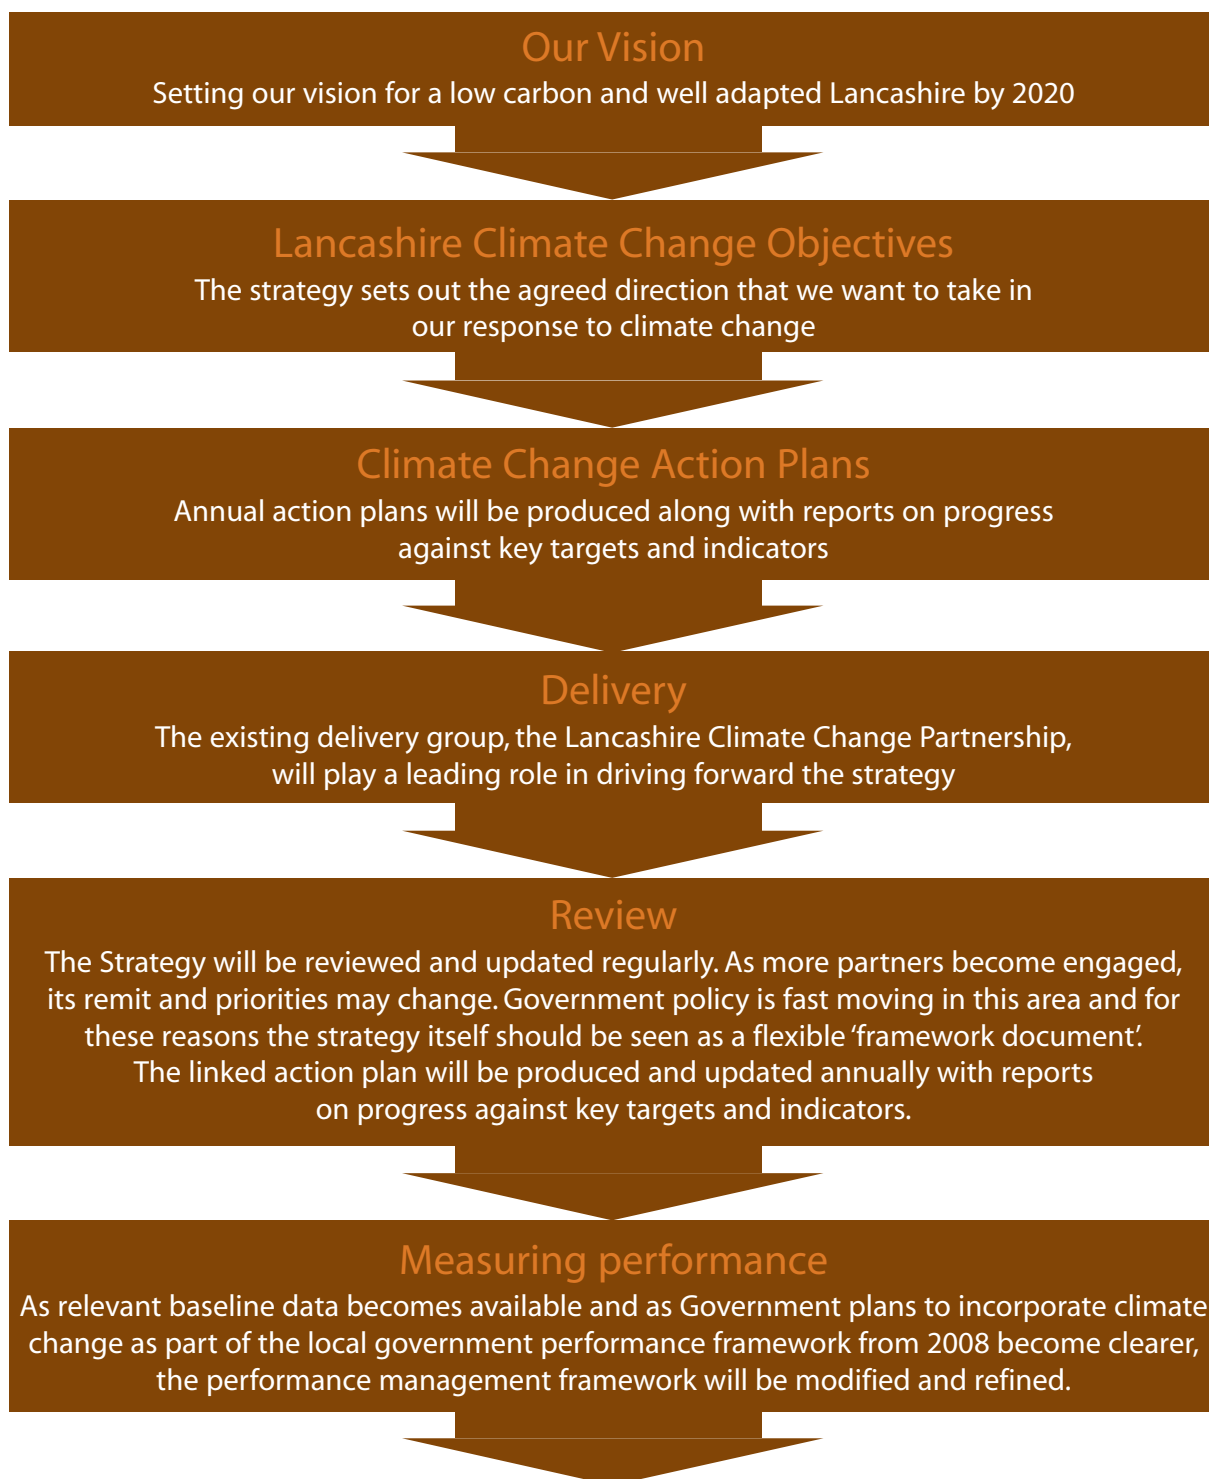 Our Vision
Setting our vision for a low carbon and well adapted Lancashire by 2020
Lancashire Climate Change Objectives
The strategy sets out the agreed direction that we want to take in
our response to climate change
Climate Change Action Plans
Annual action plans will be produced along with reports on progress
against key targets and indicators
Delivery
The existing delivery group, the Lancashire Climate Change Partnership,
will play a leading role in driving forward the strategy
Review
The Strategy will be reviewed and updated regularly. As more partners become engaged,
its remit and priorities may change. Government policy is fast moving in this area and for
these reasons the strategy itself should be seen as a flexible ‘framework document’.
The linked action plan will be produced and updated annually with reports
on progress against key targets and indicators.
Measuring performance
As relevant baseline data becomes available and as Government plans to incorporate climate
change as part of the local government performance framework from 2008 become clearer,
the performance management framework will be modified and refined.